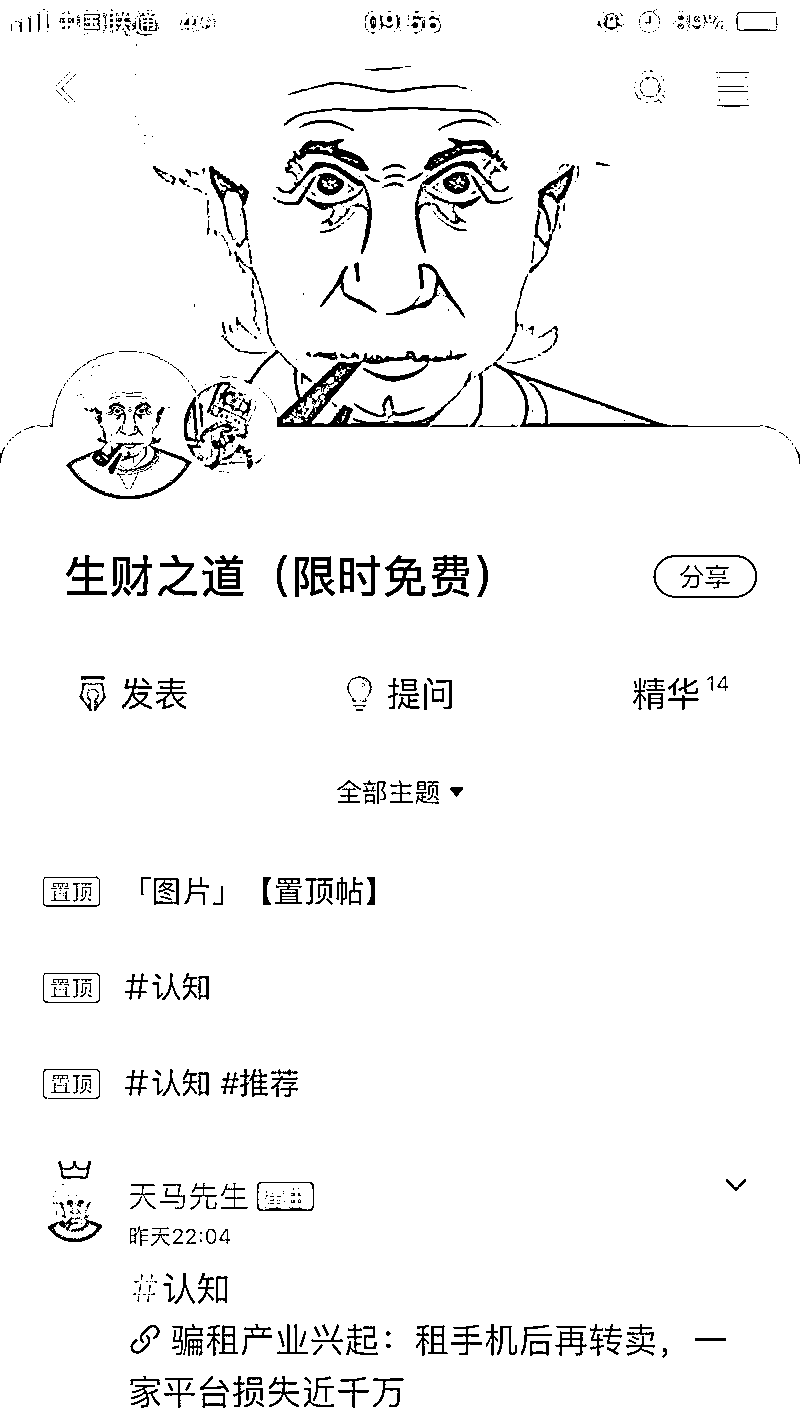 中国联通 4G 09:56 89%
生财之道（限时免费）
分享
发表
提问
精华 14
全部主题
置顶 「图片」【置顶帖】
置顶 #认知
置顶 #认知 #推荐
天马先生 星主
昨天22:04
#认知
骗租产业兴起：租手机后再转卖，一
家平台损失近千万